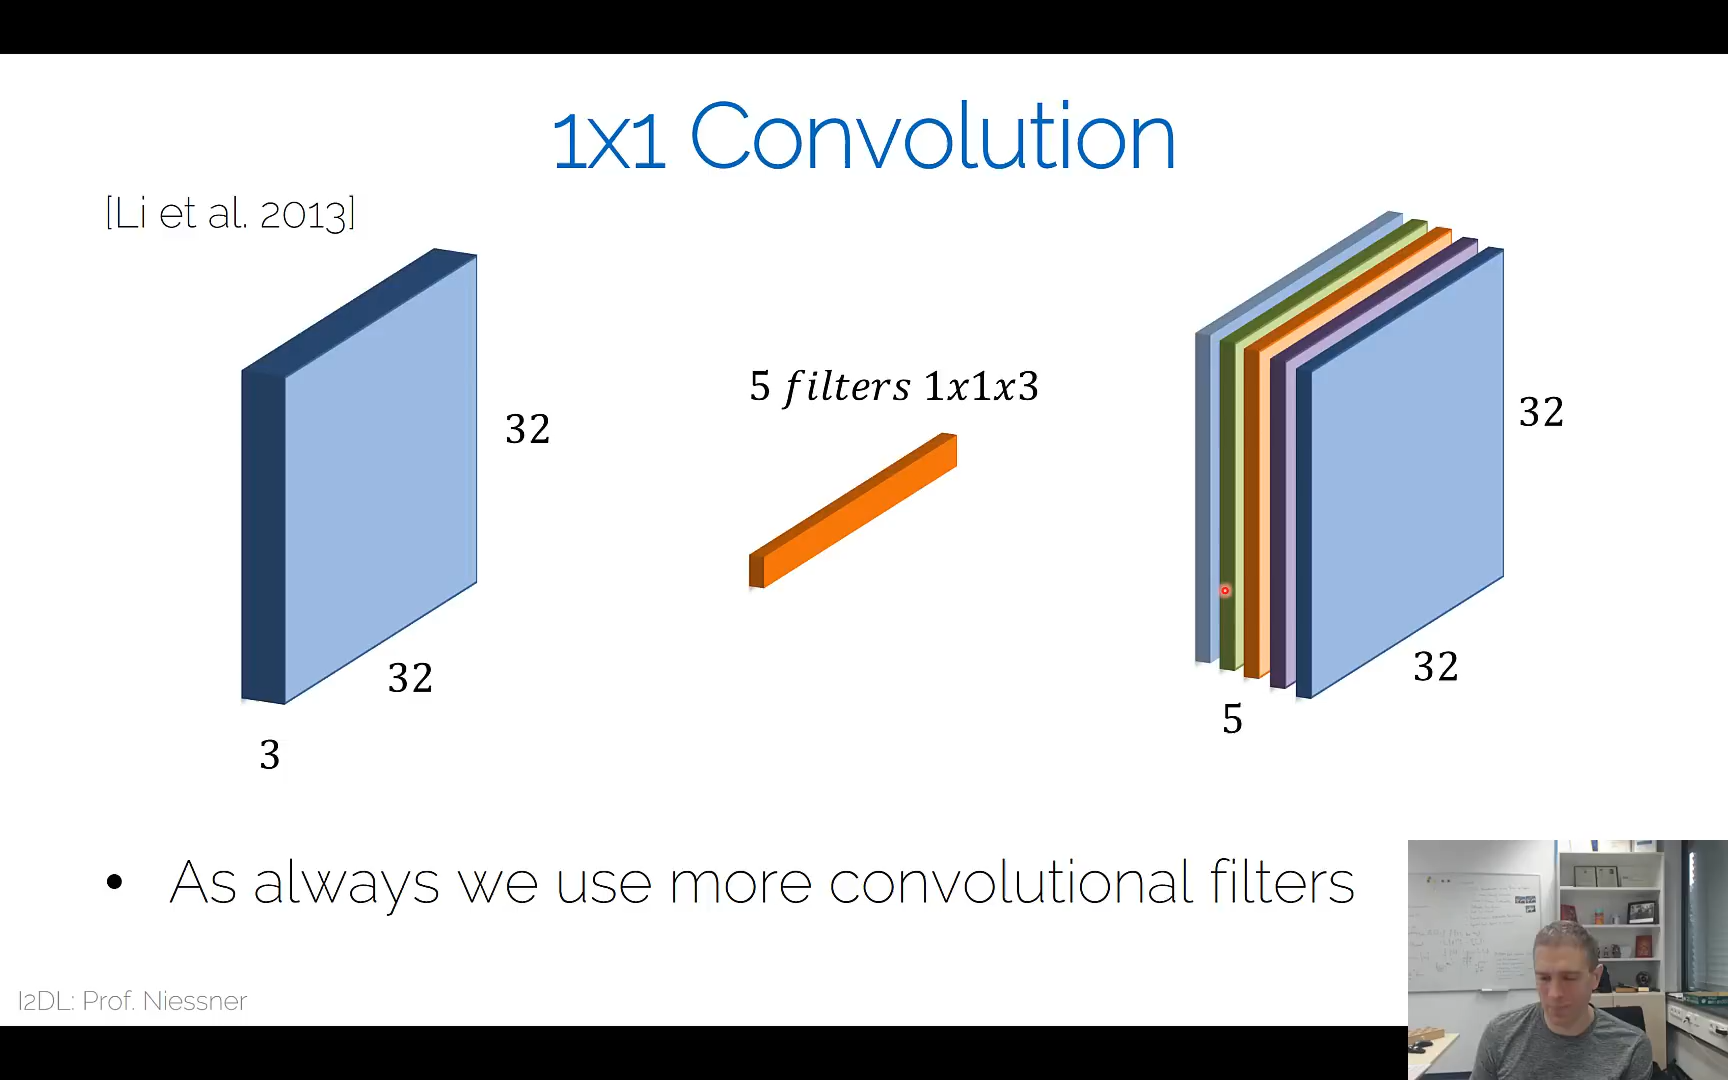 1x1 Convolution
[Li et al. 2013]
5 filters 1x1x3
32
32
3
32
32
5
• As always we use more convolutional filters
I2DL: Prof. Niessner